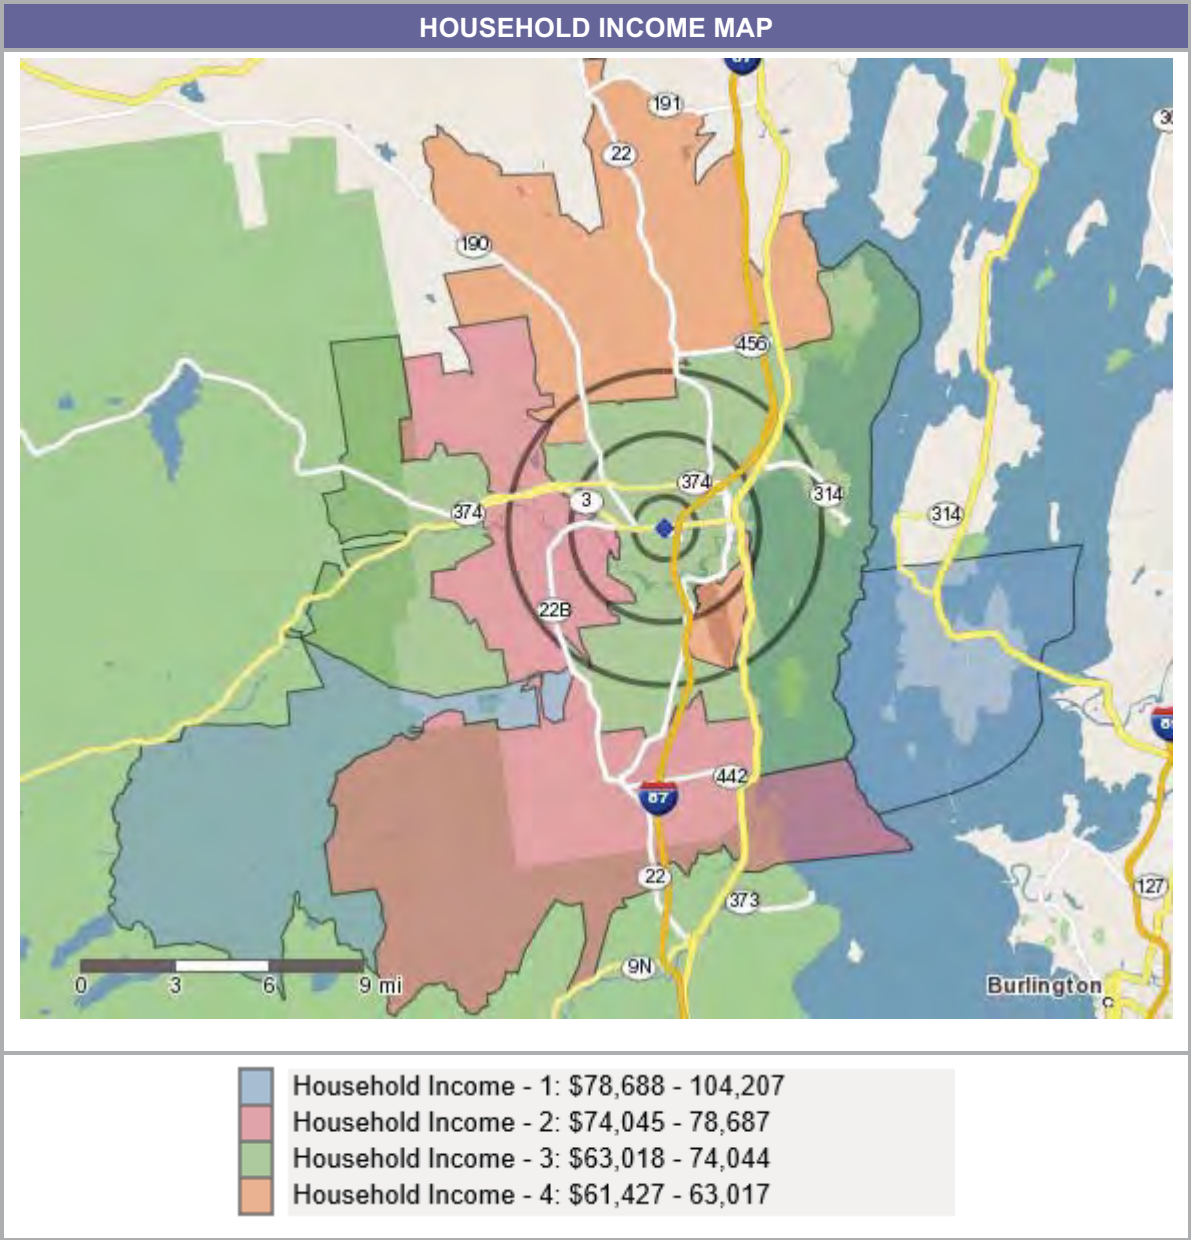 HOUSEHOLD INCOME MAP
87
191
22
190
456
374
314
3
374
314
22B
442
87
22
373
127
9N
0 3 6 9 mi
Burlington
Household Income - 1: $78,688 - 104,207
Household Income - 2: $74,045 - 78,687
Household Income - 3: $63,018 - 74,044
Household Income - 4: $61,427 - 63,017